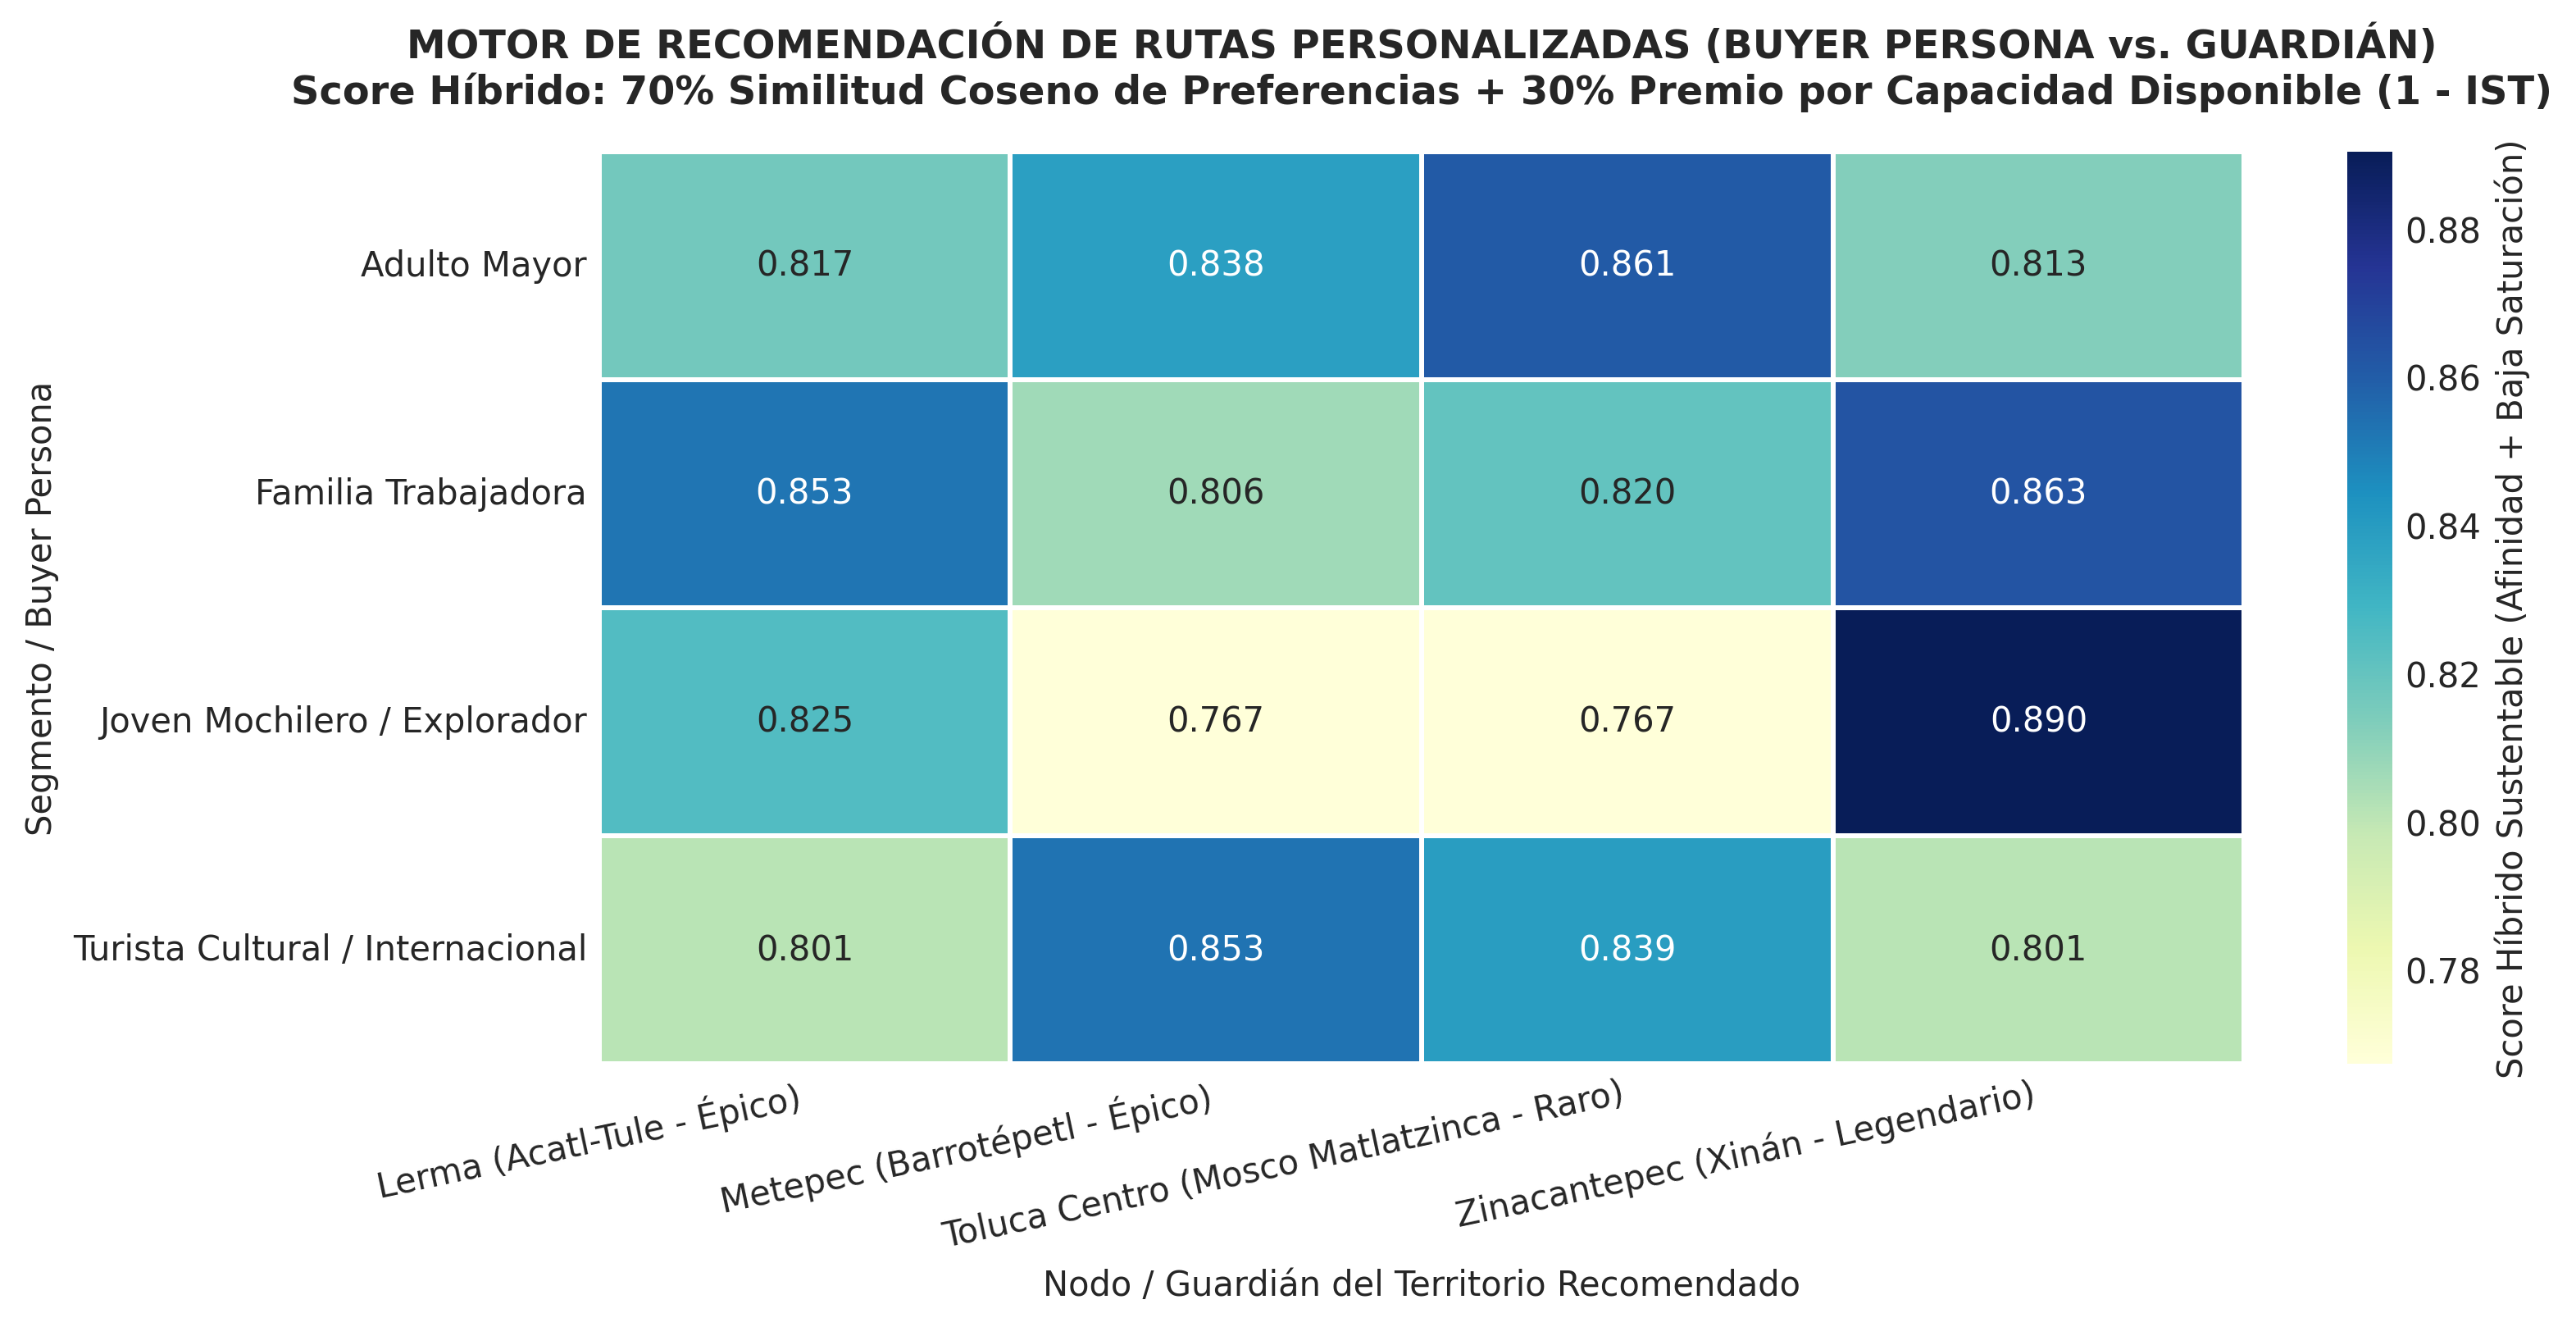 MOTOR DE RECOMENDACIÓN DE RUTAS PERSONALIZADAS (BUYER PERSONA vs. GUARDIÁN)
Score Híbrido: 70% Similitud Coseno de Preferencias + 30% Premio por Capacidad Disponible (1 - IST)
Segmento / Buyer Persona
Adulto Mayor
0.817 0.838 0.861 0.813
Familia Trabajadora
0.853 0.806 0.820 0.863
Joven Mochilero / Explorador
0.825 0.767 0.767 0.890
Turista Cultural / Internacional
0.801 0.853 0.839 0.801
Lerma (Acatl-Tule - Épico)
Metepec (Barrotépetl - Épico)
Toluca Centro (Mosco Matlatzinca - Raro)
Zinacantepec (Xinán - Legendario)
Nodo / Guardián del Territorio Recomendado
0.88
0.86
0.84
0.82
0.80
0.78
Score Híbrido Sustentable (Afinidad + Baja Saturación)